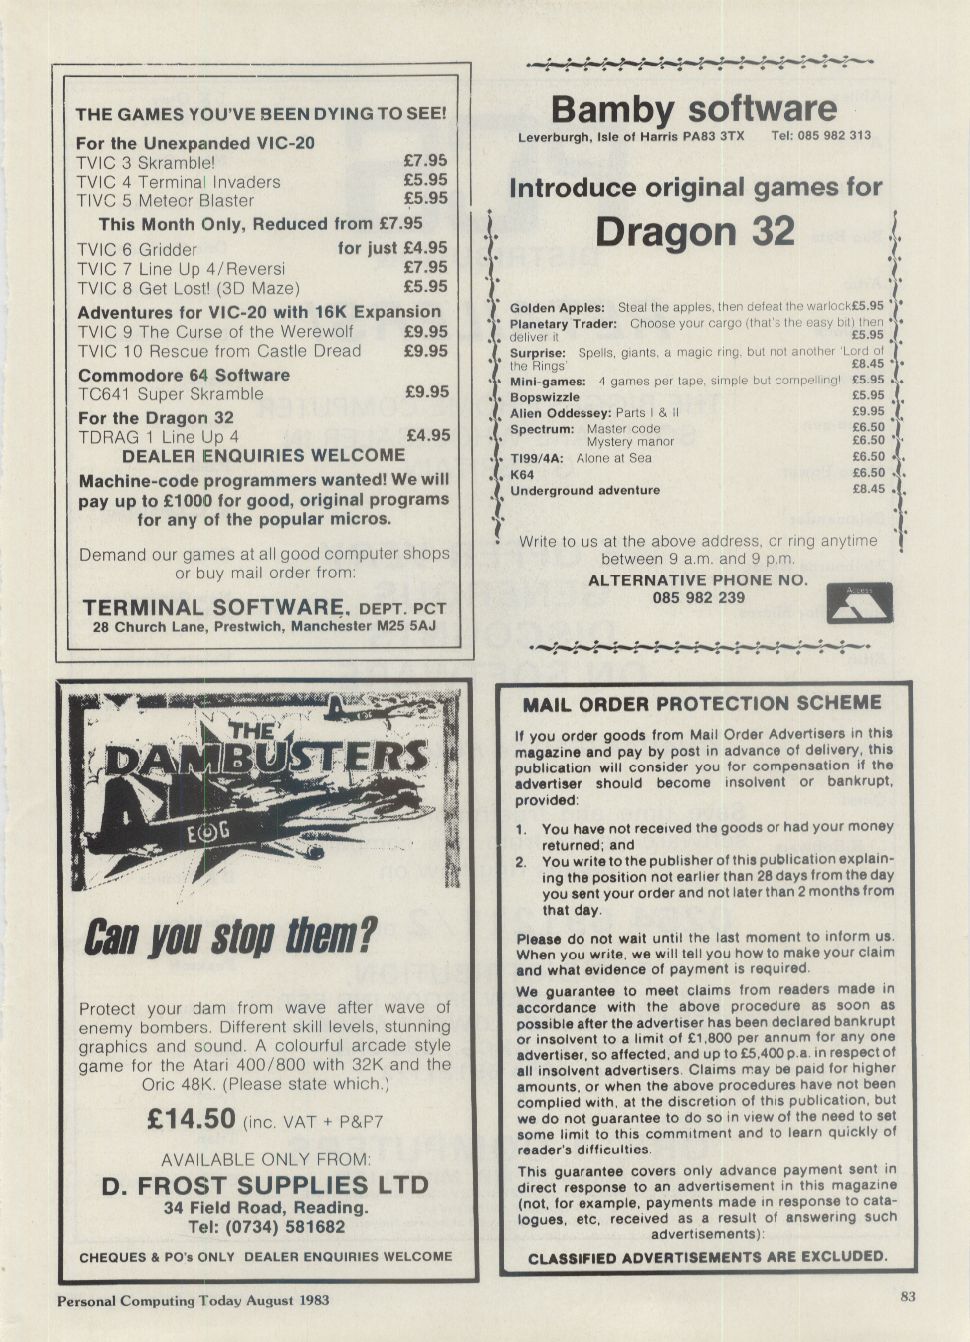 THE GAMES YOU'VE BEEN DYING TO SEE!
For the Unexpanded VIC-20
TVIC 3 Skramble! £7.95
TVIC 4 Terminal Invaders £5.95
TIVC 5 Meteor Blaster £5.95
This Month Only, Reduced from £7.95
TVIC 6 Gridder for just £4.95
TVIC 7 Line Up 4/Reversi £7.95
TVIC 8 Get Lost! (3D Maze) £5.95
Adventures for VIC-20 with 16K Expansion
TVIC 9 The Curse of the Werewolf £9.95
TVIC 10 Rescue from Castle Dread £9.95
Commodore 64 Software
TC641 Super Skramble £9.95
For the Dragon 32
TDRAG 1 Line Up 4 £4.95
DEALER ENQUIRIES WELCOME
Machine-code programmers wanted! We will
pay up to £1000 for good, original programs
for any of the popular micros.
Demand our games at all good computer shops
or buy mail order from:
TERMINAL SOFTWARE, DEPT. PCT
28 Church Lane, Prestwich, Manchester M25 5AJ
Bamby software
Leverburgh, Isle of Harris PA83 3TX Tel: 085 982 313
Introduce original games for
Dragon 32
Golden Apples: Steal the apples, then defeat the warlock £5.95
Planetary Trader: Choose your cargo (that's the easy bit) then
deliver it £5.95
Surprise: Spells, giants, a magic ring, but not another 'Lord of
the Rings' £8.45
Mini-games: 4 games per tape, simple but compelling! £5.95
Bopswizzle £5.95
Alien Oddessey: Parts I & II £9.95
Spectrum: Master code £6.50
Mystery manor £6.50
TI99/4A: Alone at Sea £6.50
K64 £6.50
Underground adventure £8.45
Write to us at the above address, or ring anytime
between 9 a.m. and 9 p.m.
ALTERNATIVE PHONE NO.
085 982 239
Access
THE
DAMBUSTERS
E G
Can you stop them?
Protect your dam from wave after wave of
enemy bombers. Different skill levels, stunning
graphics and sound. A colourful arcade style
game for the Atari 400/800 with 32K and the
Oric 48K. (Please state which.)
£14.50 (inc. VAT + P&P7
AVAILABLE ONLY FROM:
D. FROST SUPPLIES LTD
34 Field Road, Reading.
Tel: (0734) 581682
CHEQUES & PO's ONLY DEALER ENQUIRIES WELCOME
MAIL ORDER PROTECTION SCHEME
If you order goods from Mail Order Advertisers in this
magazine and pay by post in advance of delivery, this
publication will consider you for compensation if the
advertiser should become insolvent or bankrupt,
provided:
1. You have not received the goods or had your money
returned; and
2. You write to the publisher of this publication explain-
ing the position not earlier than 28 days from the day
you sent your order and not later than 2 months from
that day.
Please do not wait until the last moment to inform us.
When you write, we will tell you how to make your claim
and what evidence of payment is required.
We guarantee to meet claims from readers made in
accordance with the above procedure as soon as
possible after the advertiser has been declared bankrupt
or insolvent to a limit of £1,800 per annum for any one
advertiser, so affected, and up to £5,400 p.a. in respect of
all insolvent advertisers. Claims may be paid for higher
amounts, or when the above procedures have not been
complied with, at the discretion of this publication, but
we do not guarantee to do so in view of the need to set
some limit to this commitment and to learn quickly of
reader's difficulties.
This guarantee covers only advance payment sent in
direct response to an advertisement in this magazine
(not, for example, payments made in response to cata-
logues, etc, received as a result of answering such
advertisements):
CLASSIFIED ADVERTISEMENTS ARE EXCLUDED.
Personal Computing Today August 1983
83